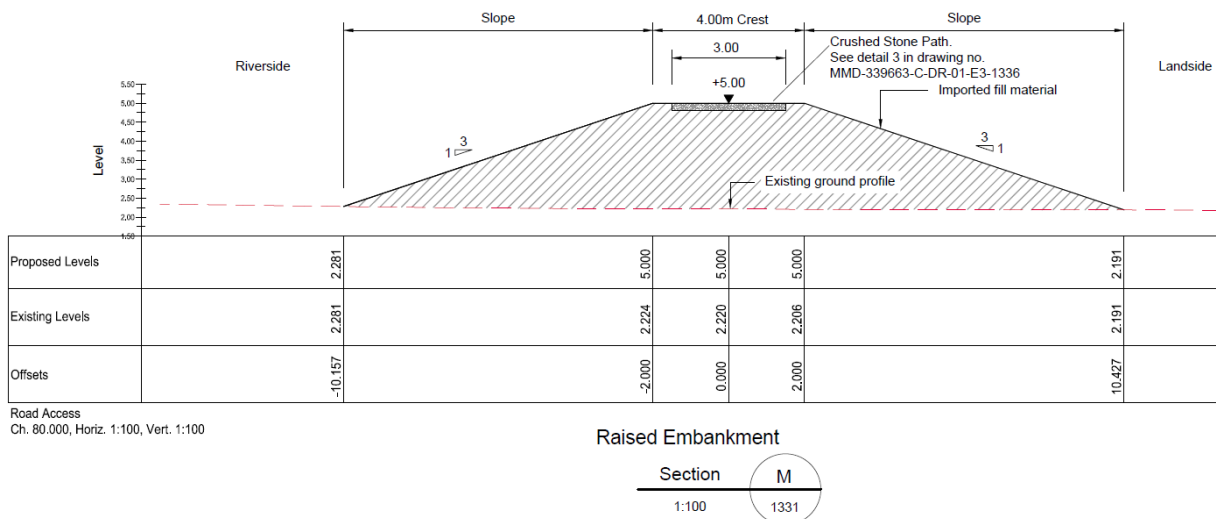 Slope
4.00m Crest
Slope
3.00
Crushed Stone Path.
See detail 3 in drawing no.
MMD-339663-C-DR-01-E3-1336
Riverside
Landside
+5.00
Imported fill material
Level
5,50
5,00
4,50
4,00
3,50
3,00
2,50
2,00
1,50
3
1
3
1
Existing ground profile
Proposed Levels
2.281
5.000
5.000
5.000
2.191
Existing Levels
2.281
2.224
2.220
2.206
2.191
Offsets
-10.157
-2.000
0.000
2.000
10.427
Road Access
Ch. 80.000, Horiz. 1:100, Vert. 1:100
Raised Embankment
Section
M
1:100
1331